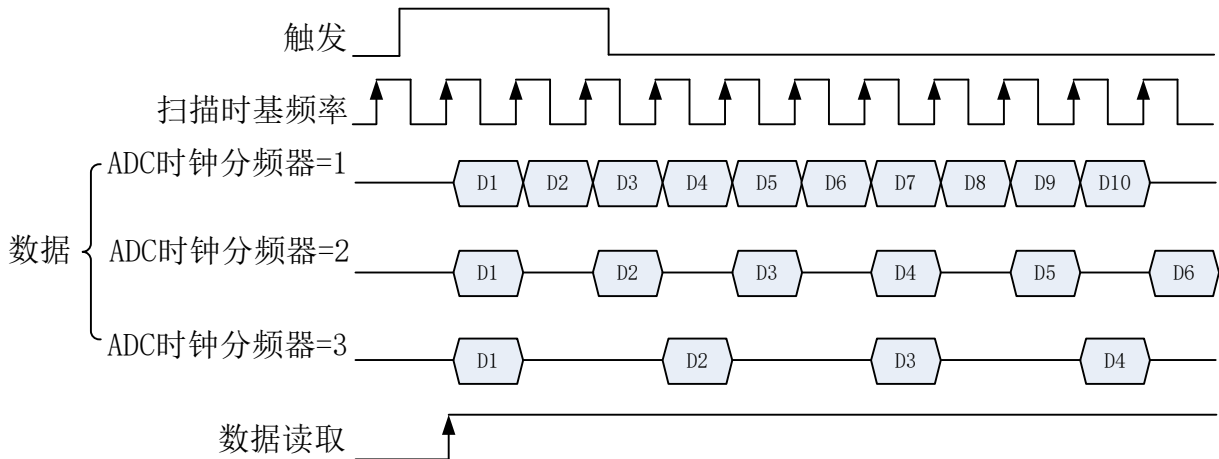 触发
扫描时基频率
数据
ADC时钟分频器=1
D1 D2 D3 D4 D5 D6 D7 D8 D9 D10
ADC时钟分频器=2
D1 D2 D3 D4 D5 D6
ADC时钟分频器=3
D1 D2 D3 D4
数据读取